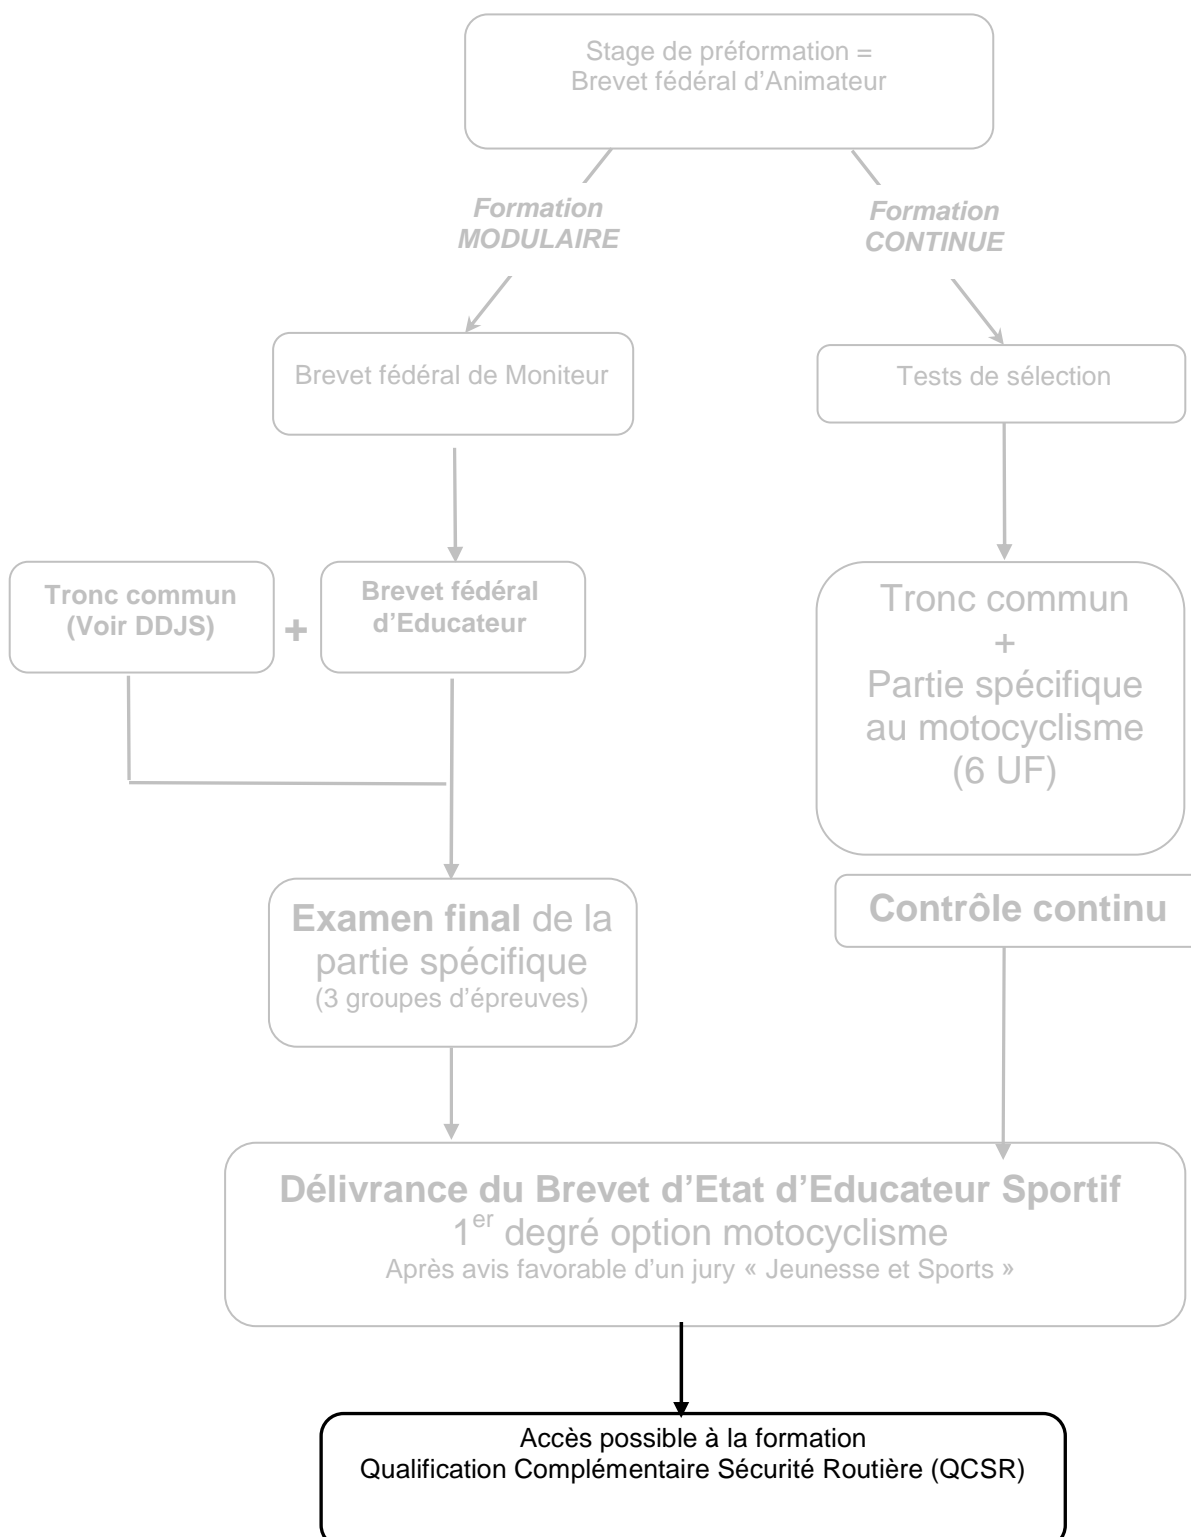 Stage de préformation =
Brevet fédéral d’Animateur
Formation
MODULAIRE
Formation
CONTINUE
Brevet fédéral de Moniteur
Tests de sélection
Tronc commun
(Voir DDJS)
+
Brevet fédéral
d’Educateur
Tronc commun
+
Partie spécifique
au motocyclisme
(6 UF)
Examen final de la
partie spécifique
(3 groupes d’épreuves)
Contrôle continu
Délivrance du Brevet d’Etat d’Educateur Sportif
1er degré option motocyclisme
Après avis favorable d’un jury « Jeunesse et Sports »
Accès possible à la formation
Qualification Complémentaire Sécurité Routière (QCSR)